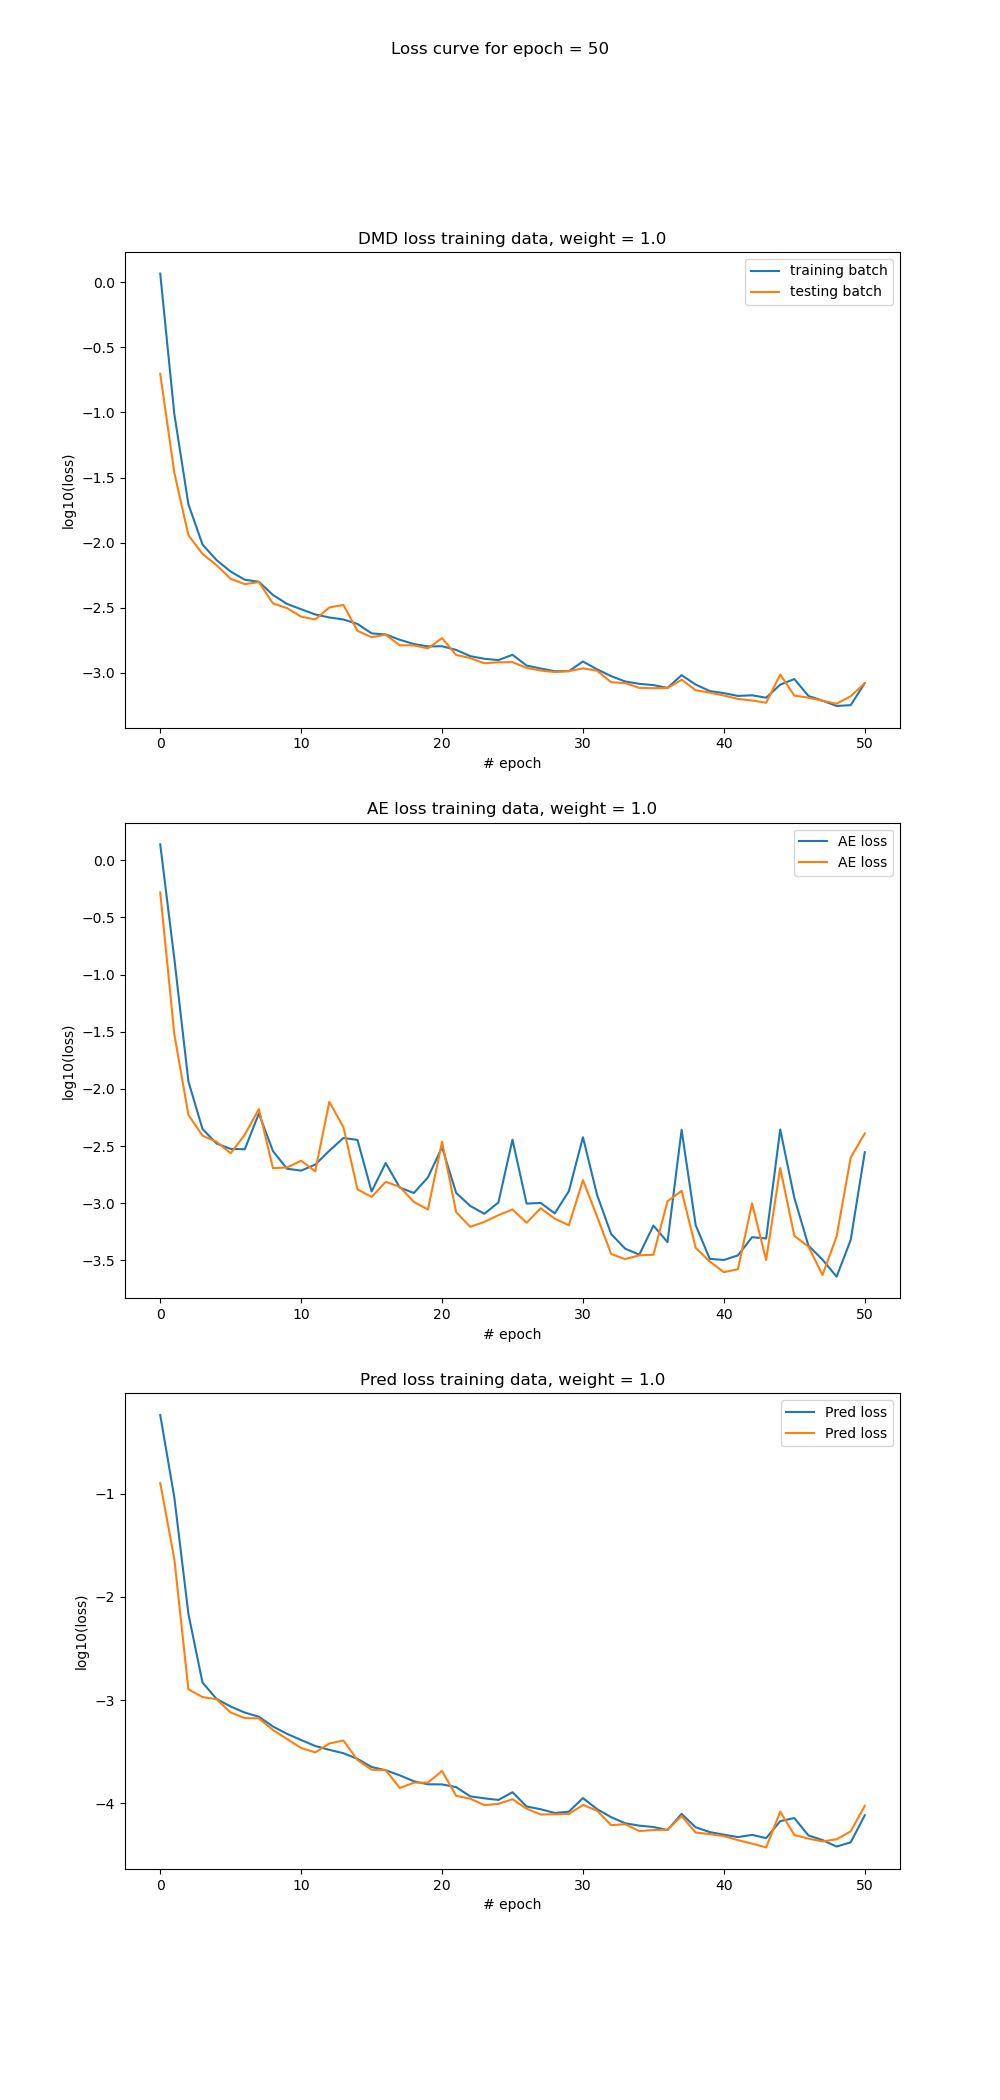 Loss curve for epoch = 50
DMD loss training data, weight = 1.0
training batch
testing batch
0.0
−0.5
−1.0
−1.5
−2.0
−2.5
−3.0
log10(loss)
0 10 20 30 40 50
# epoch
AE loss training data, weight = 1.0
AE loss
AE loss
0.0
−0.5
−1.0
−1.5
−2.0
−2.5
−3.0
−3.5
log10(loss)
0 10 20 30 40 50
# epoch
Pred loss training data, weight = 1.0
Pred loss
Pred loss
−1
−2
−3
−4
log10(loss)
0 10 20 30 40 50
# epoch